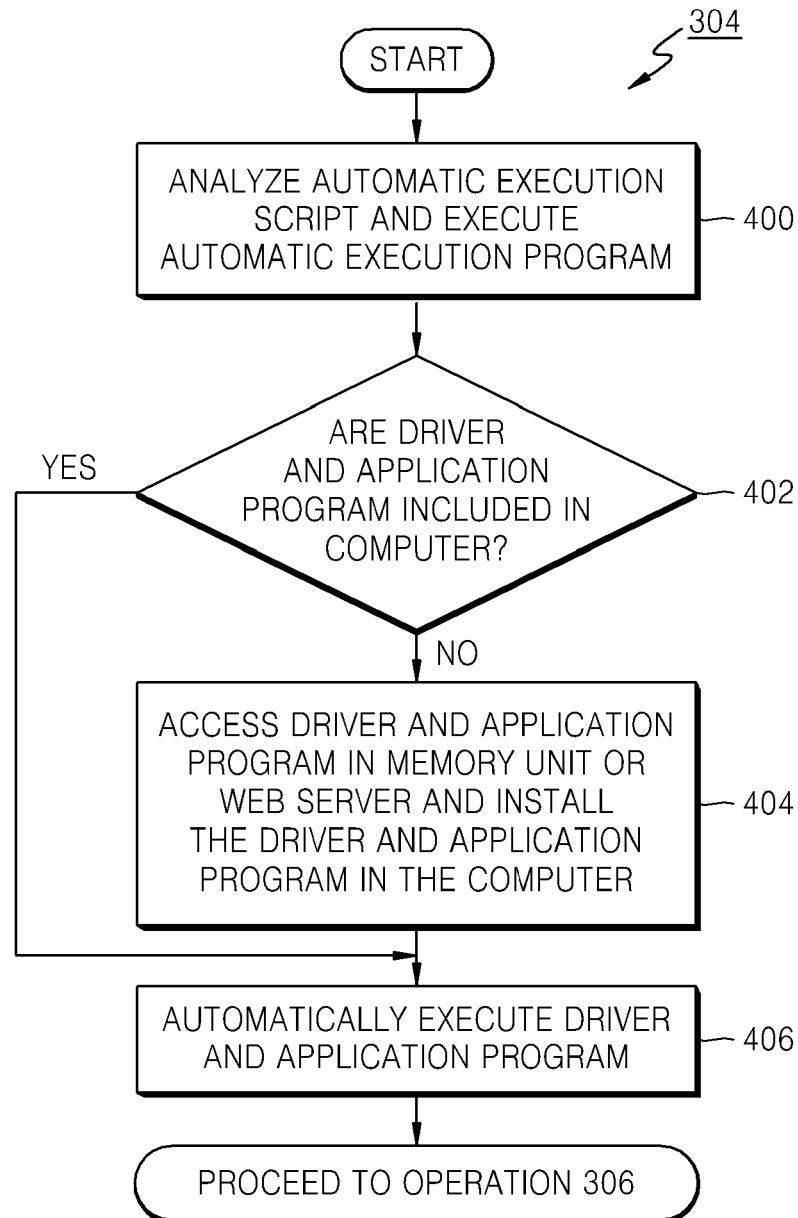 304
START
ANALYZE AUTOMATIC EXECUTION
SCRIPT AND EXECUTE
AUTOMATIC EXECUTION PROGRAM
400
ARE DRIVER
AND APPLICATION
PROGRAM INCLUDED IN
COMPUTER?
402
YES
NO
ACCESS DRIVER AND APPLICATION
PROGRAM IN MEMORY UNIT OR
WEB SERVER AND INSTALL
THE DRIVER AND APPLICATION
PROGRAM IN THE COMPUTER
404
AUTOMATICALLY EXECUTE DRIVER
AND APPLICATION PROGRAM
406
PROCEED TO OPERATION 306